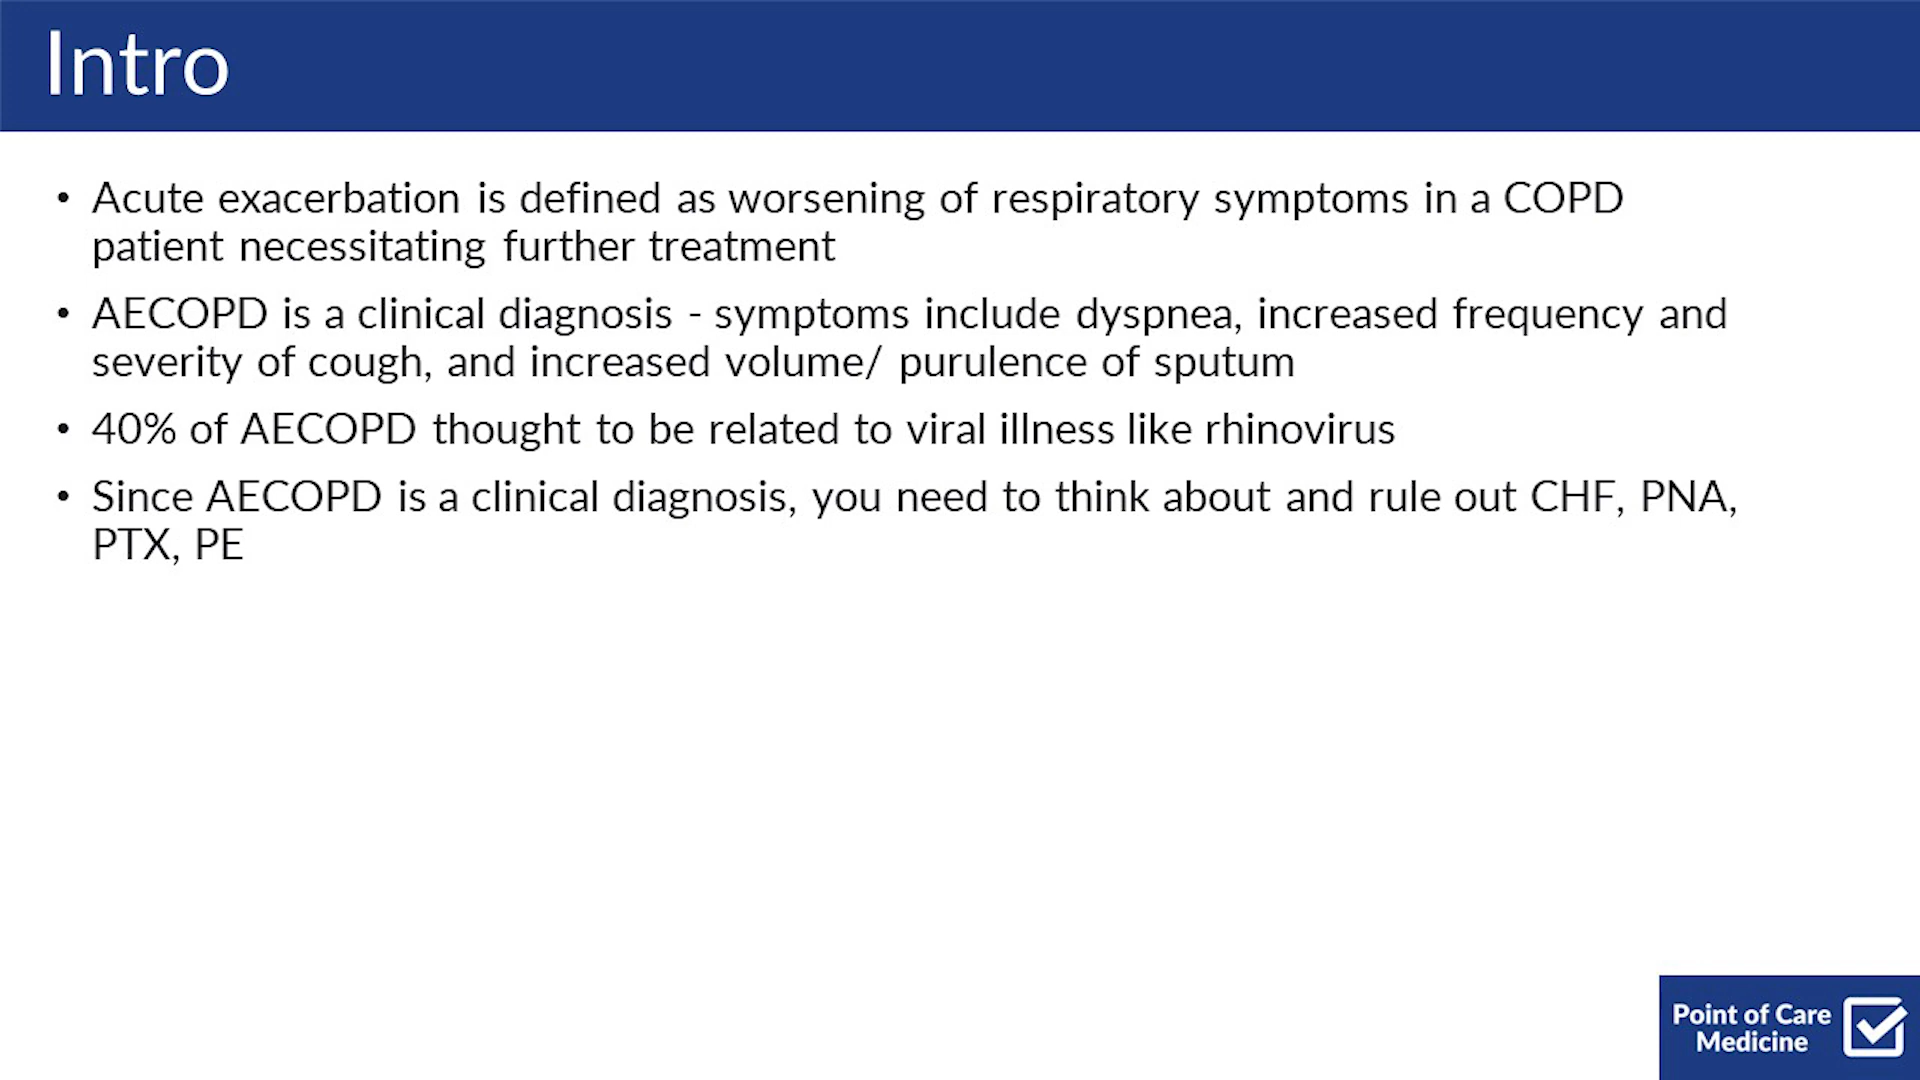 Intro
• Acute exacerbation is defined as worsening of respiratory symptoms in a COPD
patient necessitating further treatment
• AECOPD is a clinical diagnosis - symptoms include dyspnea, increased frequency and
severity of cough, and increased volume/ purulence of sputum
• 40% of AECOPD thought to be related to viral illness like rhinovirus
• Since AECOPD is a clinical diagnosis, you need to think about and rule out CHF, PNA,
PTX, PE
Point of Care
Medicine